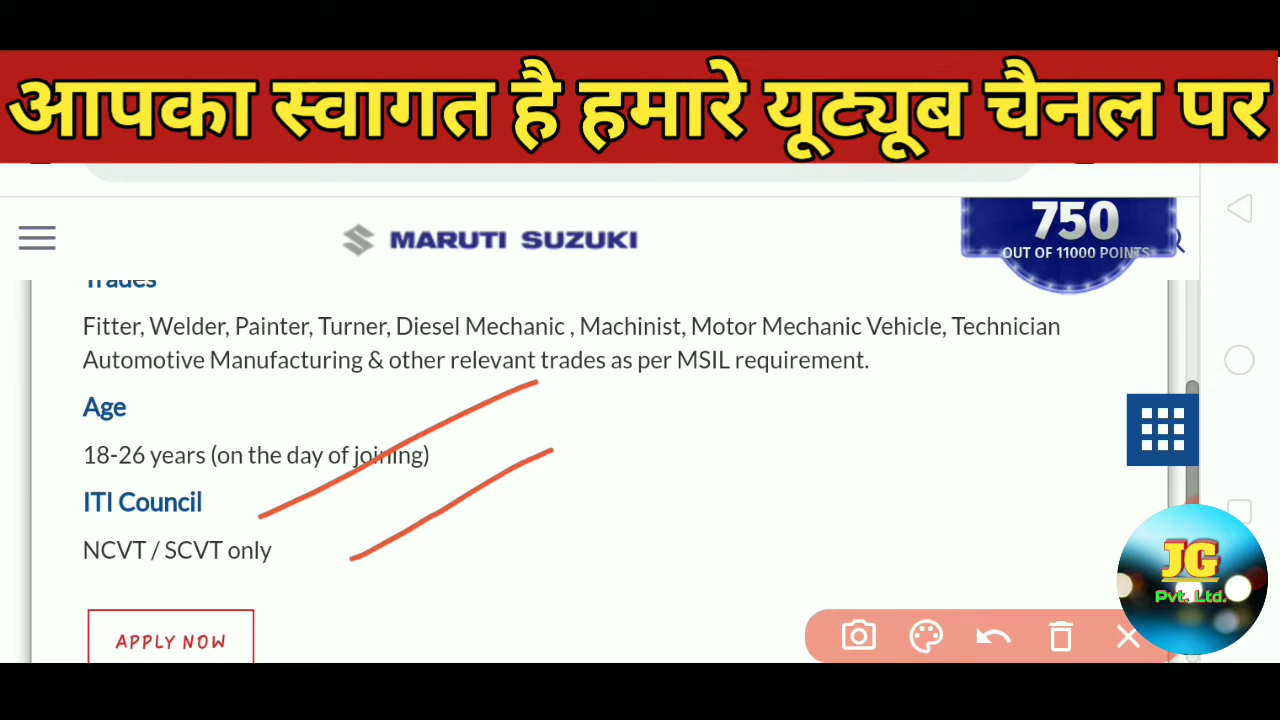 आपका स्वागत है हमारे यूट्यूब चैनल पर
MARUTI SUZUKI
750
OUT OF 11000 POINTS
Trades
Fitter, Welder, Painter, Turner, Diesel Mechanic , Machinist, Motor Mechanic Vehicle, Technician
Automotive Manufacturing & other relevant trades as per MSIL requirement.
Age
18-26 years (on the day of joining)
ITI Council
NCVT / SCVT only
JG
Pvt. Ltd.
APPLY NOW